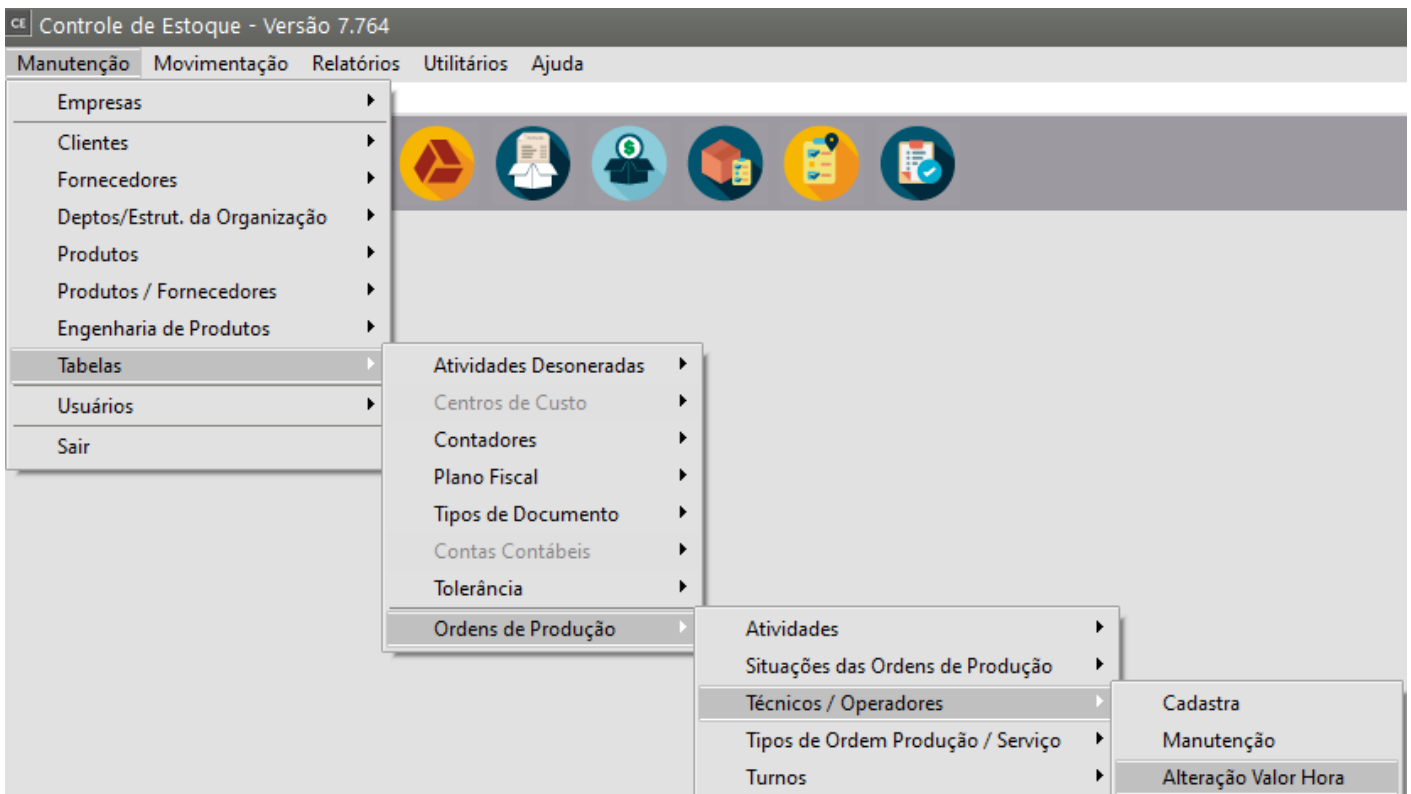 CE Controle de Estoque - Versão 7.764
Manutenção Movimentação Relatórios Utilitários Ajuda
Empresas
Clientes
Fornecedores
Deptos/Estrut. da Organização
Produtos
Produtos / Fornecedores
Engenharia de Produtos
Tabelas
Usuários
Sair
Atividades Desoneradas
Centros de Custo
Contadores
Plano Fiscal
Tipos de Documento
Contas Contábeis
Tolerância
Ordens de Produção
Atividades
Situações das Ordens de Produção
Técnicos / Operadores
Tipos de Ordem Produção / Serviço
Turnos
Cadastra
Manutenção
Alteração Valor Hora